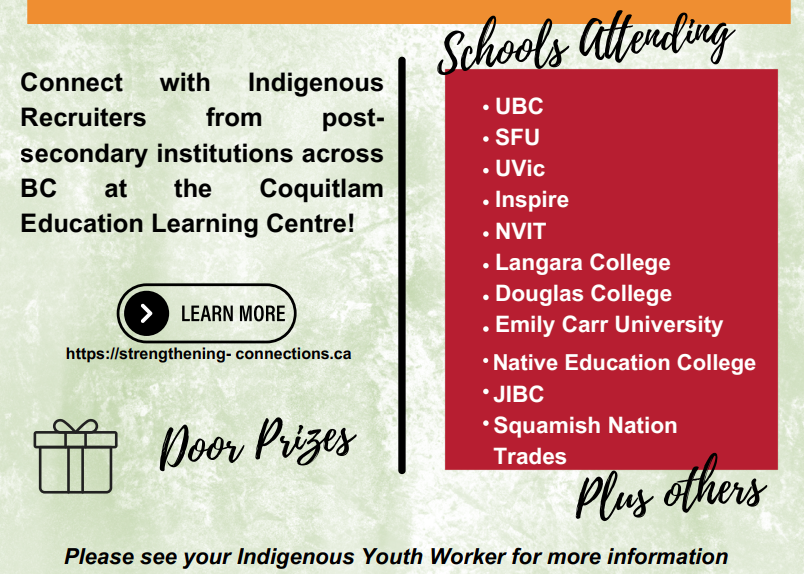 Connect with Indigenous
Recruiters from post-
secondary institutions across
BC at the Coquitlam
Education Learning Centre!
LEARN MORE
https://strengthening- connections.ca
Door Prizes
Schools Attending
• UBC
• SFU
• UVic
• Inspire
• NVIT
• Langara College
• Douglas College
• Emily Carr University
• Native Education College
• JIBC
• Squamish Nation
Trades
Plus others
Please see your Indigenous Youth Worker for more information